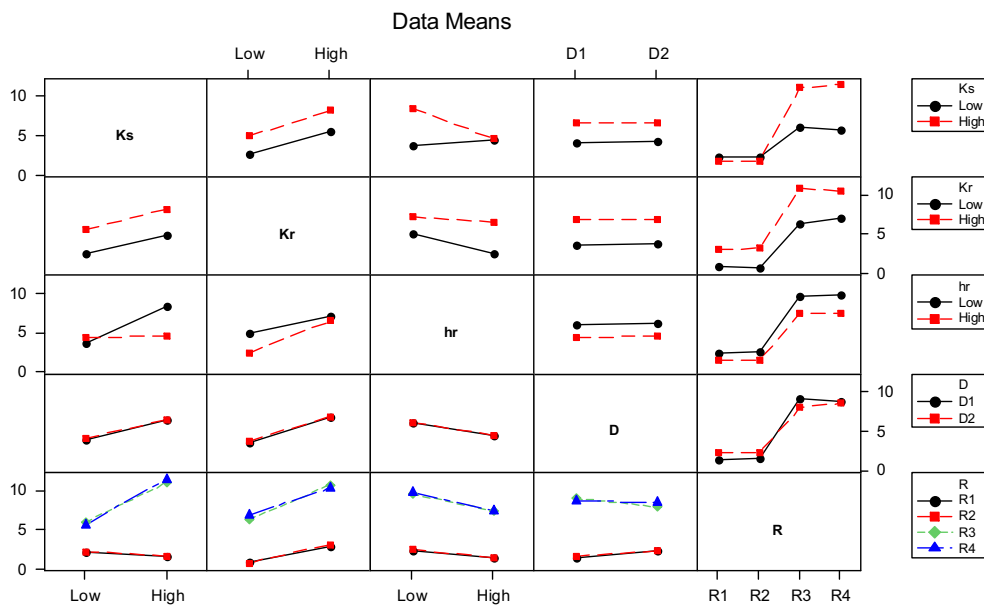 Data Means
Low High D1 D2
10
5
0
Ks
Ks
Low
High
Kr
10
5
0
Kr
Low
High
10
5
0
hr
hr
Low
High
D
10
5
0
D
D1
D2
10
5
0
R
R
R1
R2
R3
R4
Low High Low High R1 R2 R3 R4